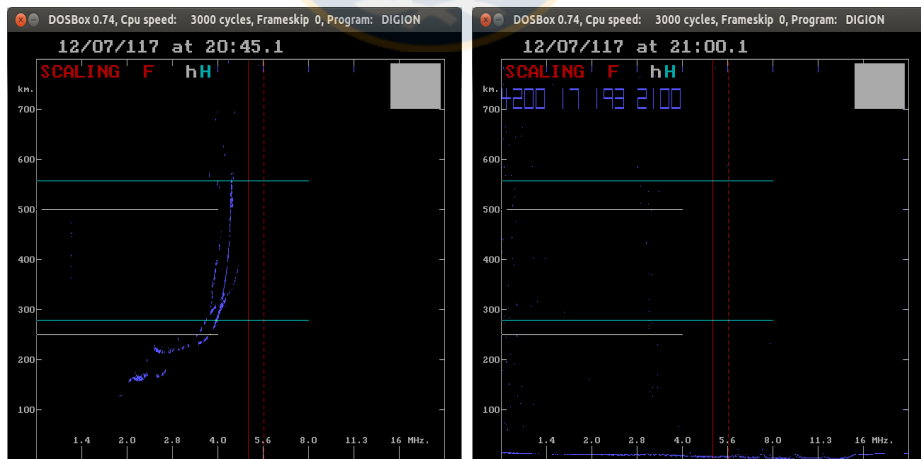 DOSBox 0.74, Cpu speed: 3000 cycles, Frameskip 0, Program: DIGION
12/07/117 at 20:45.1
SCALING F hH
km.
700
600
500
400
300
200
100
1.4 2.0 2.8 4.0 5.6 8.0 11.3 16 MHz.
DOSBox 0.74, Cpu speed: 3000 cycles, Frameskip 0, Program: DIGION
12/07/117 at 21:00.1
SCALING F hH
4200 17 193 2100
km.
700
600
500
400
300
200
100
1.4 2.0 2.8 4.0 5.6 8.0 11.3 16 MHz.